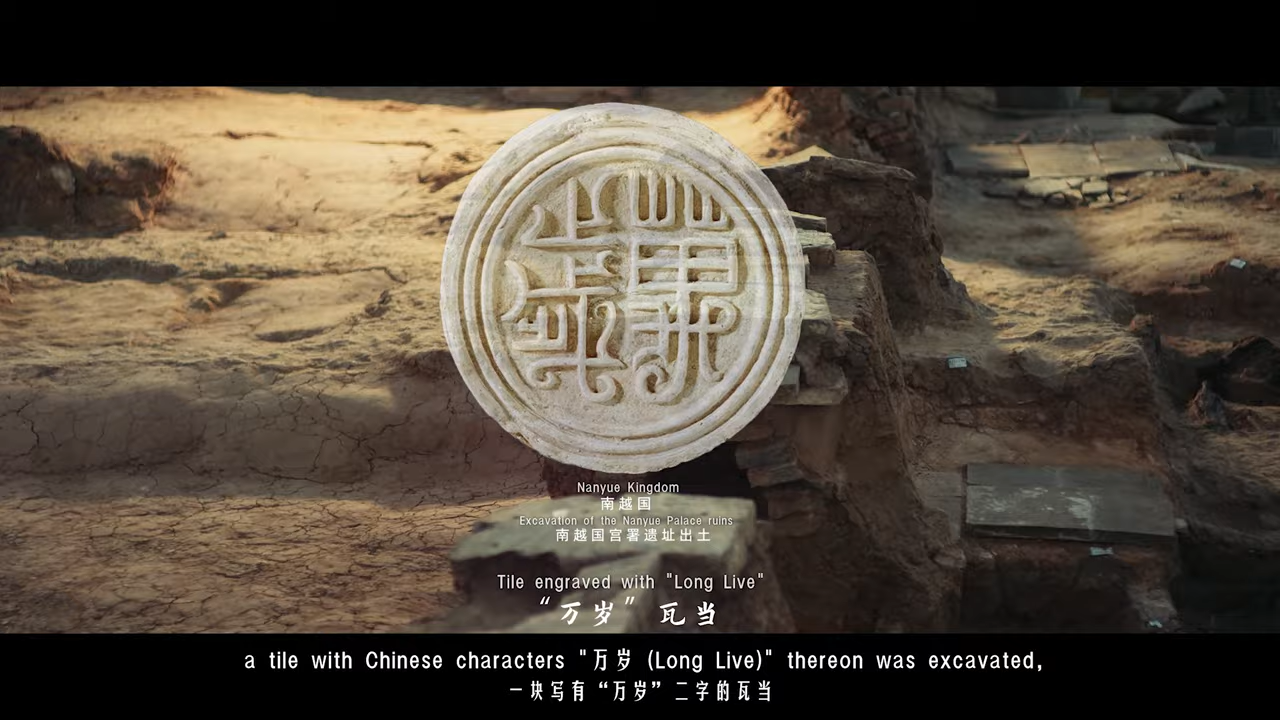 萬歲
Nanyue Kingdom
南越国
Excavation of the Nanyue Palace ruins
南越国宫署遗址出土
Tile engraved with "Long Live"
“万岁”瓦当
a tile with Chinese characters "万岁 (Long Live)" thereon was excavated,
一块写有“万岁”二字的瓦当